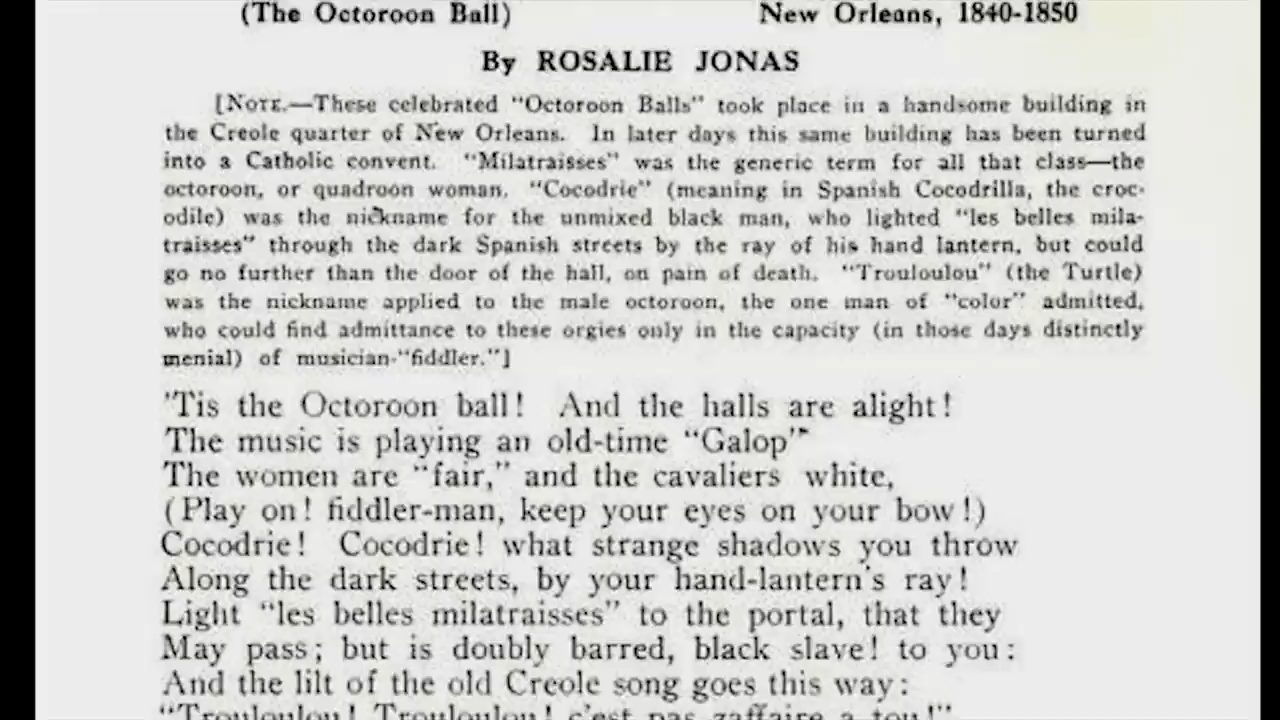 (The Octoroon Ball) New Orleans, 1840-1850
By ROSALIE JONAS
[NOTE.—These celebrated "Octoroon Balls" took place in a handsome building in
the Creole quarter of New Orleans. In later days this same building has been turned
into a Catholic convent. "Milatraisses" was the generic term for all that class—the
octoroon, or quadroon woman. "Cocodrie" (meaning in Spanish Cocodrilla, the croc-
odile) was the nickname for the unmixed black man, who lighted "les belles mila-
traisses" through the dark Spanish streets by the ray of his hand lantern, but could
go no further than the door of the hall, on pain of death. "Trouloulou" (the Turtle)
was the nickname applied to the male octoroon, the one man of "color" admitted,
who could find admittance to these orgies only in the capacity (in those days distinctly
menial) of musician-"fiddler."]
'Tis the Octoroon ball! And the halls are alight!
The music is playing an old-time "Galop"
The women are "fair," and the cavaliers white,
(Play on! fiddler-man, keep your eyes on your bow!)
Cocodrie! Cocodrie! what strange shadows you throw
Along the dark streets, by your hand-lantern's ray!
Light "les belles milatraisses" to the portal, that they
May pass; but is doubly barred, black slave! to you:
And the lilt of the old Creole song goes this way:
"Trouloulou! Trouloulou! c'est pas zaffaire a tou!"